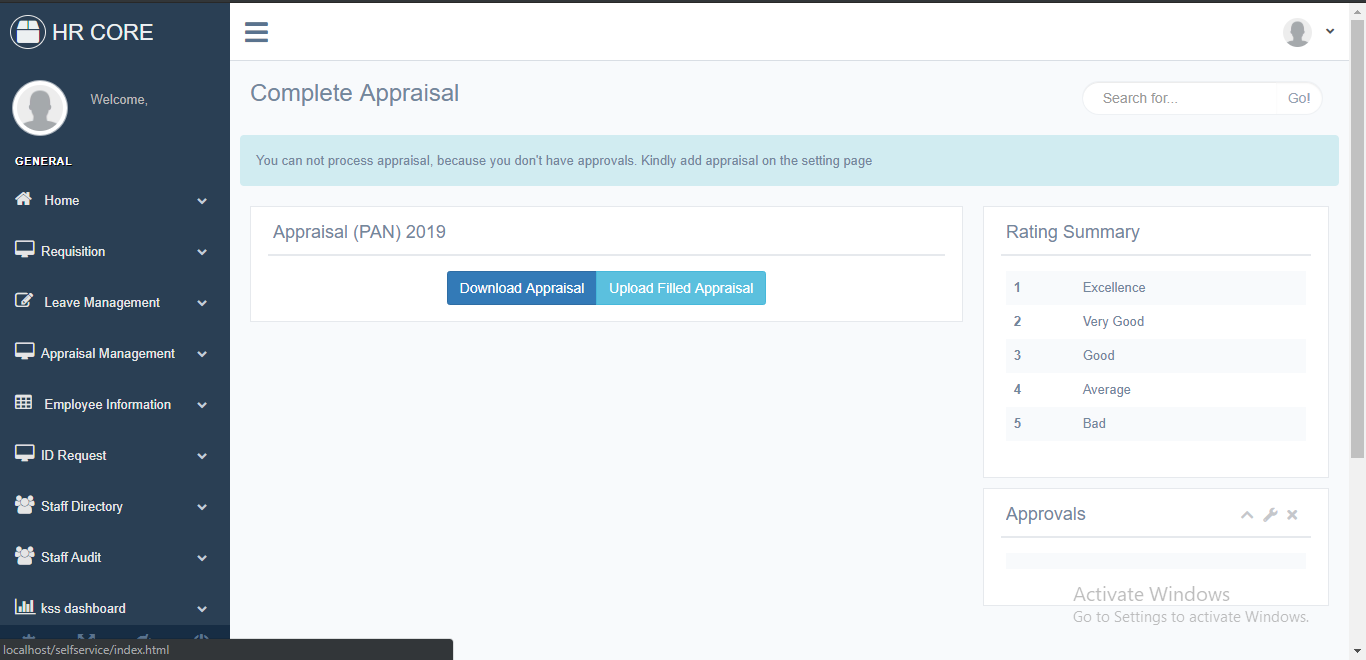 HR CORE
Welcome,
GENERAL
Home
Requisition
Leave Management
Appraisal Management
Employee Information
ID Request
Staff Directory
Staff Audit
kss dashboard
localhost/selfservice/index.html
Complete Appraisal
Search for...
Go!
You can not process appraisal, because you don't have approvals. Kindly add appraisal on the setting page
Appraisal (PAN) 2019
Download Appraisal
Upload Filled Appraisal
Rating Summary
1 Excellence
2 Very Good
3 Good
4 Average
5 Bad
Approvals
Activate Windows
Go to Settings to activate Windows.